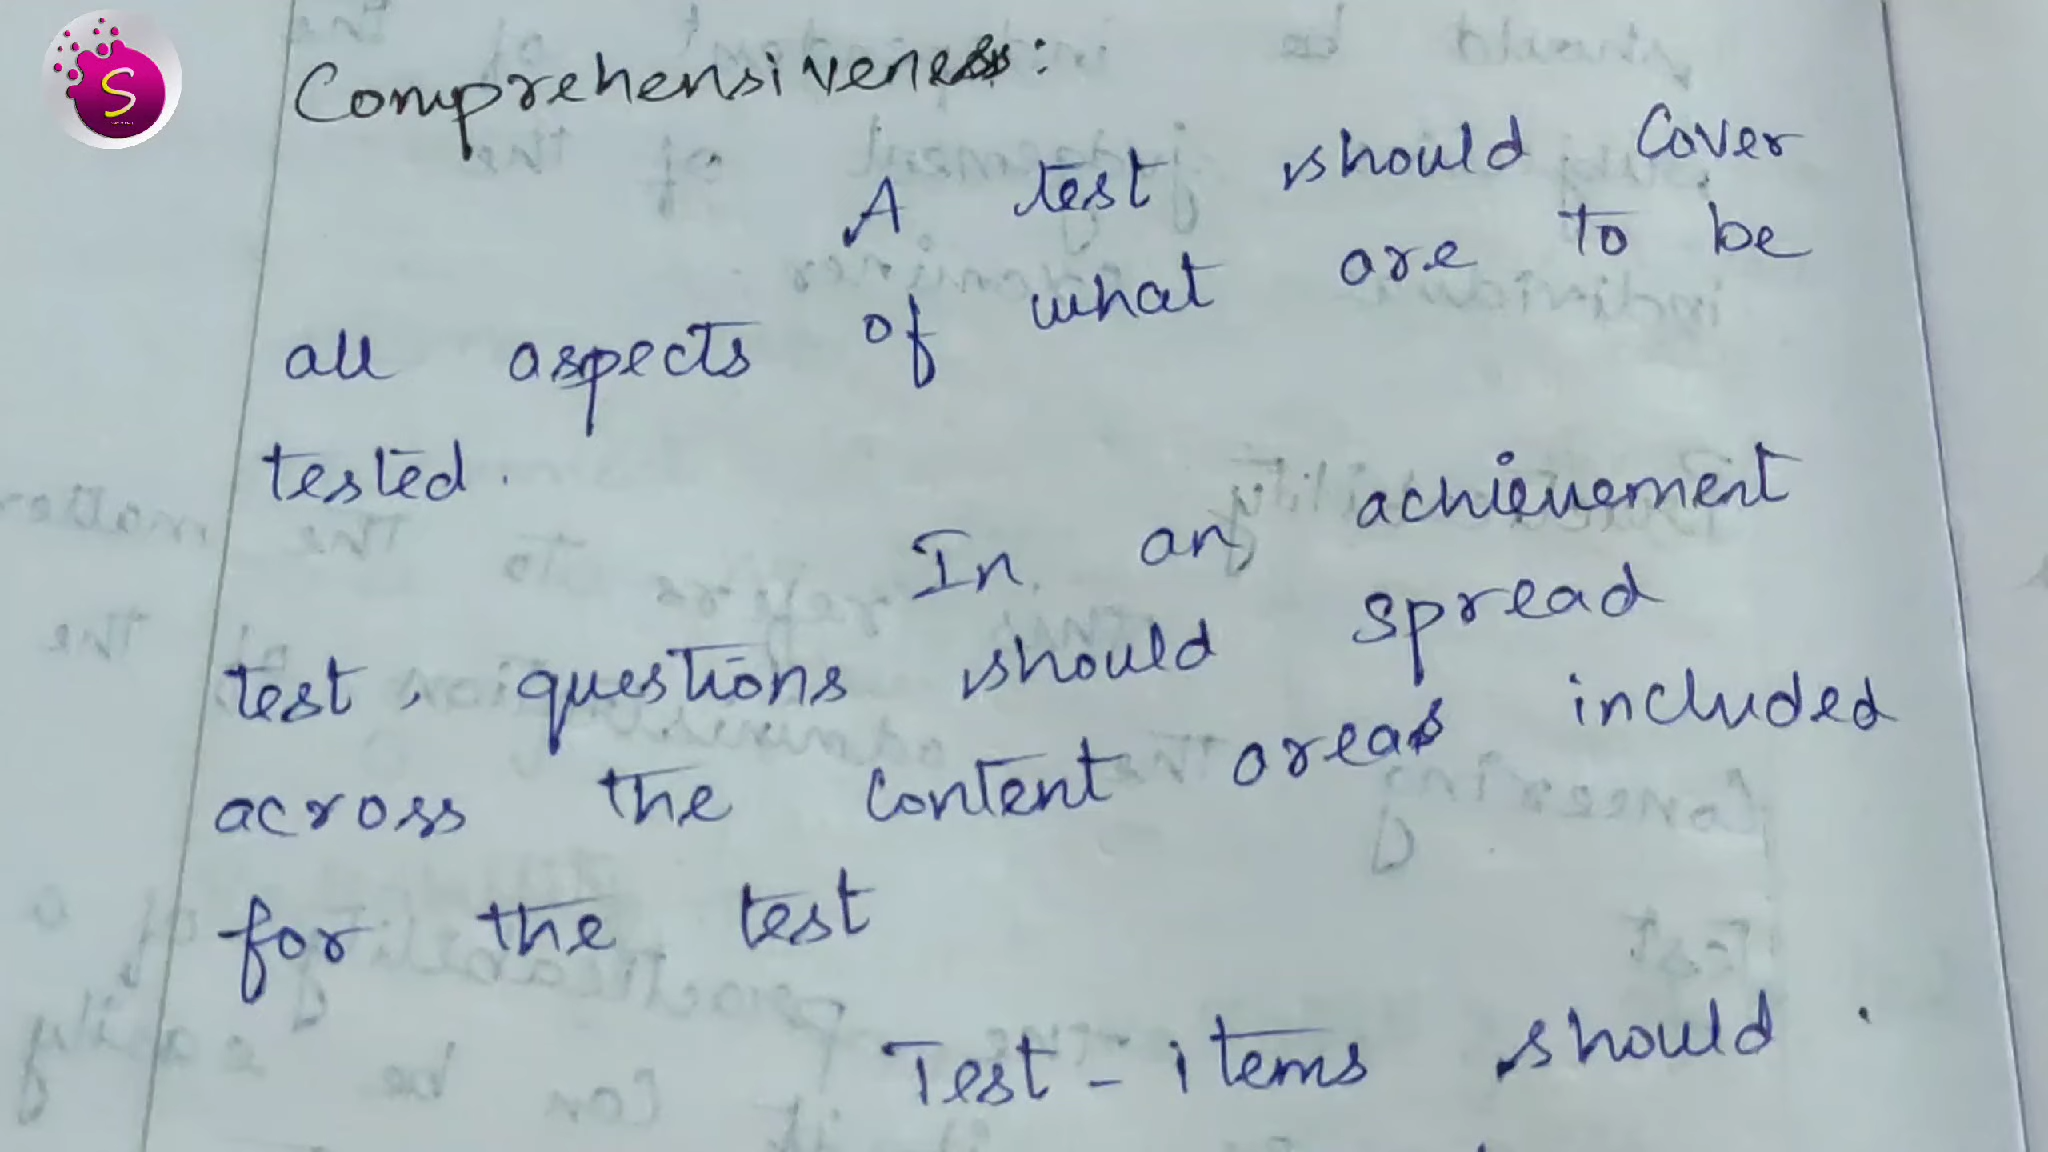 S
Comprehensiveness:
A test should cover
all aspects of what are to be
tested.
In an achievement
test, questions should spread
across the content areas included
for the test
Test-items should